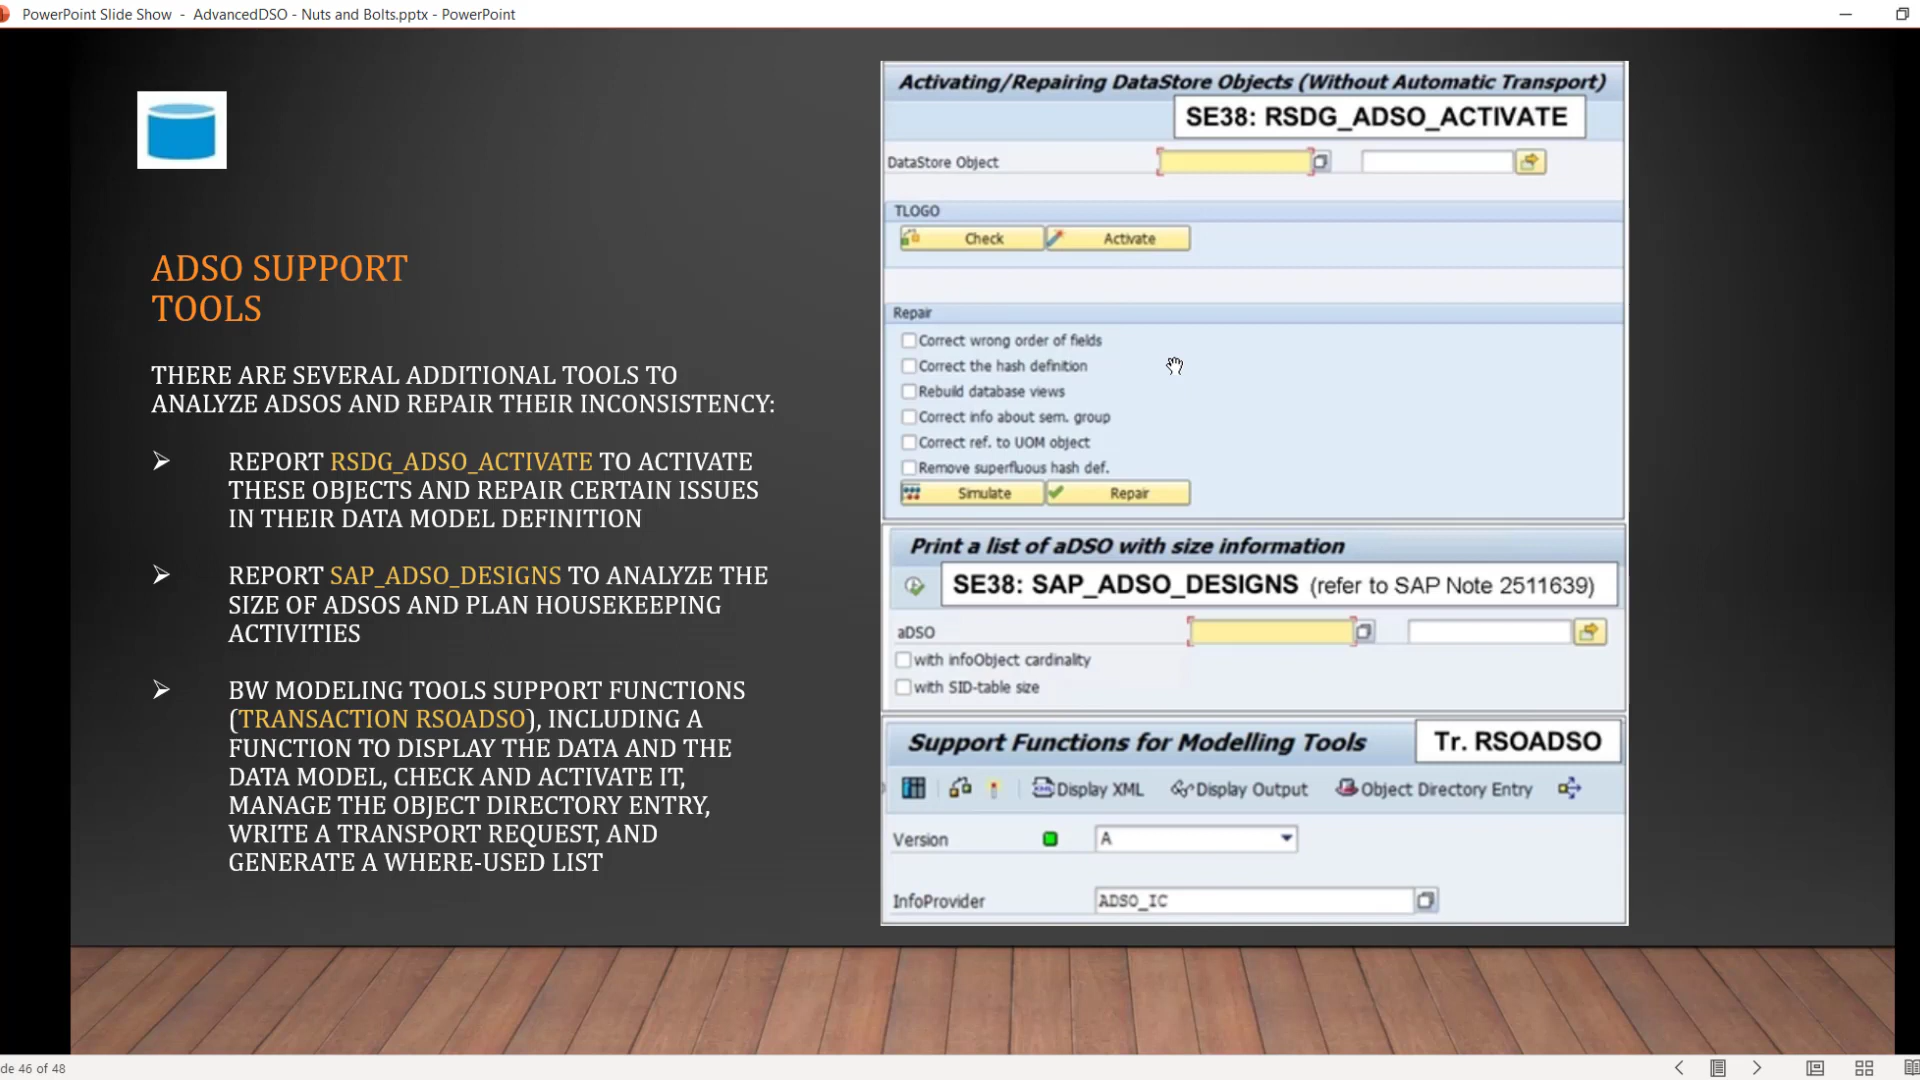 PowerPoint Slide Show - AdvancedDSO - Nuts and Bolts.pptx - PowerPoint
ADSO SUPPORT
TOOLS
THERE ARE SEVERAL ADDITIONAL TOOLS TO
ANALYZE ADSOS AND REPAIR THEIR INCONSISTENCY:
REPORT RSDG_ADSO_ACTIVATE TO ACTIVATE
THESE OBJECTS AND REPAIR CERTAIN ISSUES
IN THEIR DATA MODEL DEFINITION
REPORT SAP_ADSO_DESIGNS TO ANALYZE THE
SIZE OF ADSOS AND PLAN HOUSEKEEPING
ACTIVITIES
BW MODELING TOOLS SUPPORT FUNCTIONS
(TRANSACTION RSOADSO), INCLUDING A
FUNCTION TO DISPLAY THE DATA AND THE
DATA MODEL, CHECK AND ACTIVATE IT,
MANAGE THE OBJECT DIRECTORY ENTRY,
WRITE A TRANSPORT REQUEST, AND
GENERATE A WHERE-USED LIST
Activating/Repairing DataStore Objects (Without Automatic Transport)
SE38: RSDG_ADSO_ACTIVATE
DataStore Object
TLOGO
Check Activate
Repair
Correct wrong order of fields
Correct the hash definition
Rebuild database views
Correct info about sem. group
Correct ref. to UOM object
Remove superfluous hash def.
Simulate Repair
Print a list of aDSO with size information
SE38: SAP_ADSO_DESIGNS (refer to SAP Note 2511639)
aDSO
with infoObject cardinality
with SID-table size
Support Functions for Modelling Tools Tr. RSOADSO
Display XML Display Output Object Directory Entry
Version A
InfoProvider ADSO_IC
de 46 of 48